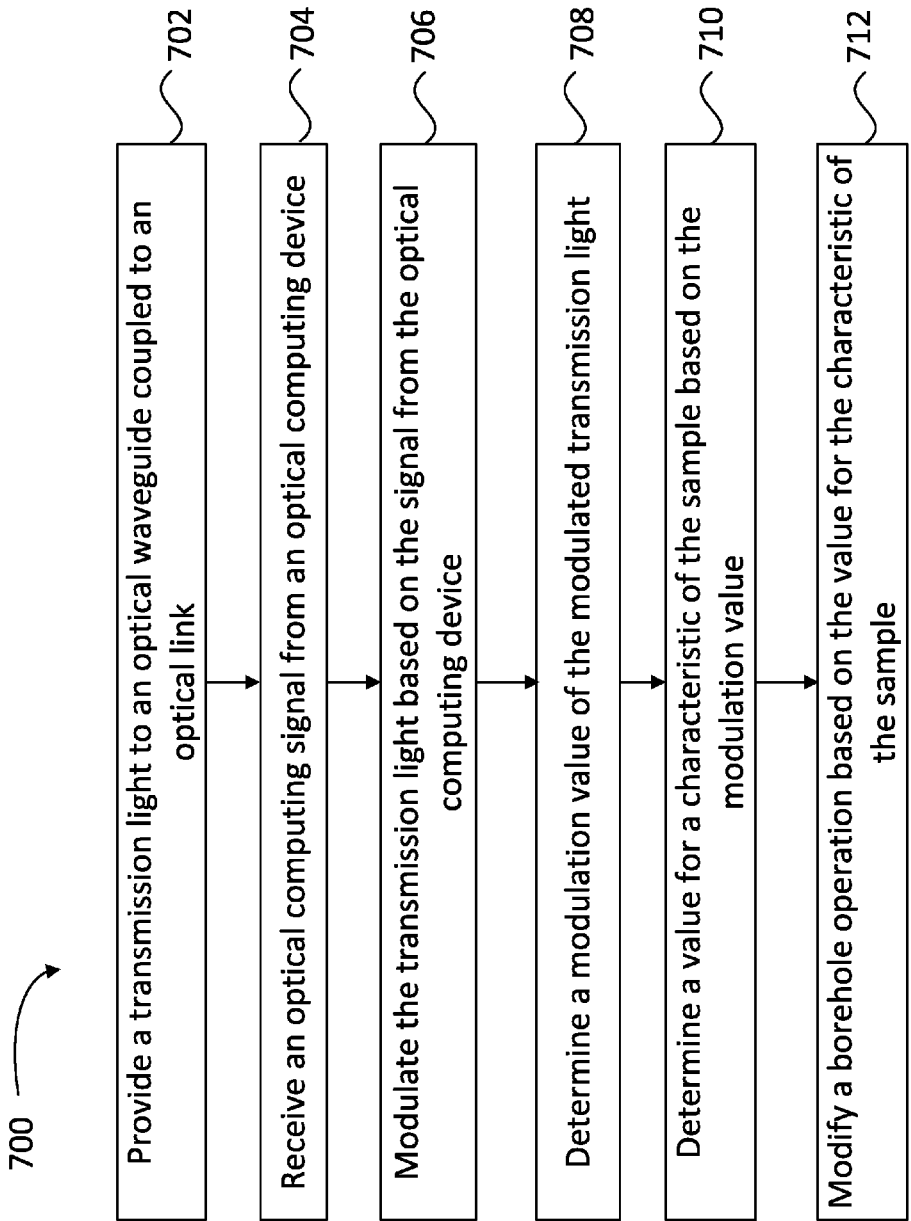 700
Provide a transmission light to an optical waveguide coupled to an
optical link
702
Receive an optical computing signal from an optical computing device
704
Modulate the transmission light based on the signal from the optical
computing device
706
Determine a modulation value of the modulated transmission light
708
Determine a value for a characteristic of the sample based on the
modulation value
710
Modify a borehole operation based on the value for the characteristic of
the sample
712